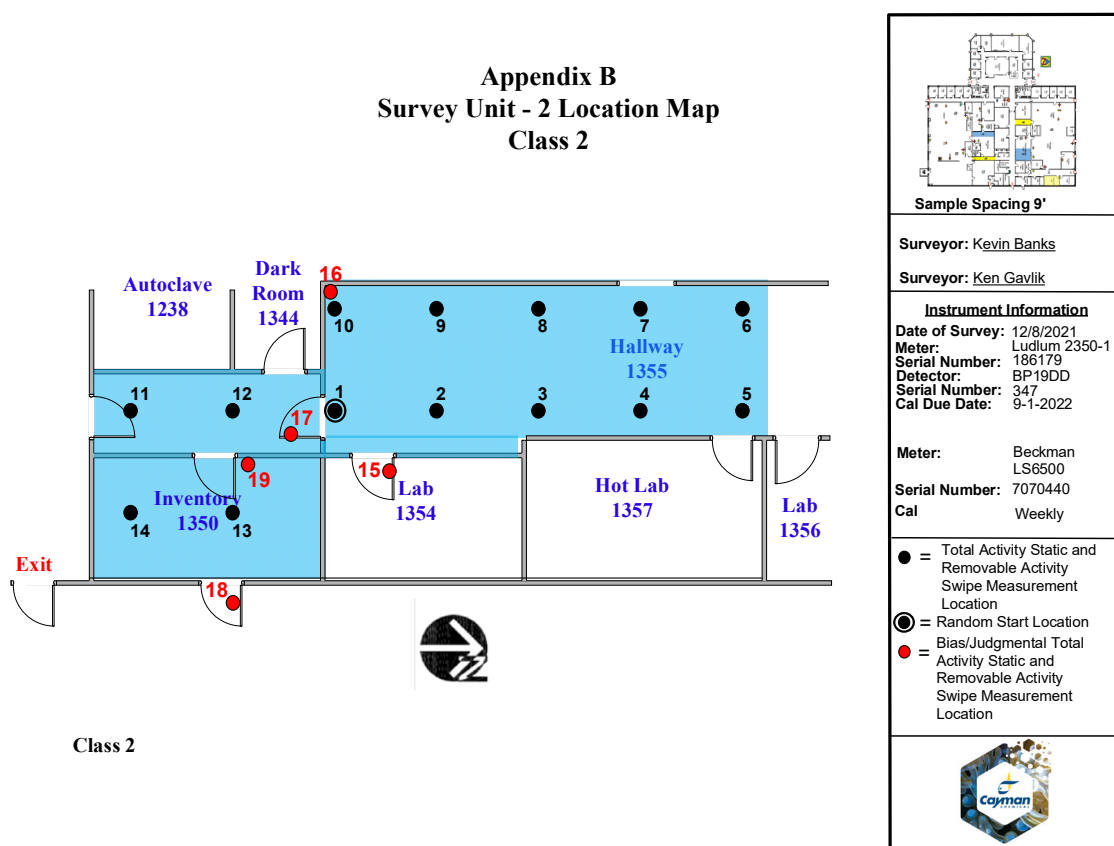 Appendix B
Survey Unit - 2 Location Map
Class 2
Autoclave
1238
Dark
Room
1344
16
10
9
8
7
6
Hallway
1355
11
12
1
2
3
4
5
17
15
19
Inventory
1350
14
13
Lab
1354
Hot Lab
1357
Lab
1356
Exit
18
Class 2
Sample Spacing 9'
Surveyor: Kevin Banks
Surveyor: Ken Gavlik
Instrument Information
Date of Survey: 12/8/2021
Meter: Ludlum 2350-1
Serial Number: 186179
Detector: BP19DD
Serial Number: 347
Cal Due Date: 9-1-2022
Meter: Beckman
LS6500
Serial Number: 7070440
Cal Weekly
= Total Activity Static and
Removable Activity
Swipe Measurement
Location
= Random Start Location
= Bias/Judgmental Total
Activity Static and
Removable Activity
Swipe Measurement
Location
Cayman
CHEMICAL